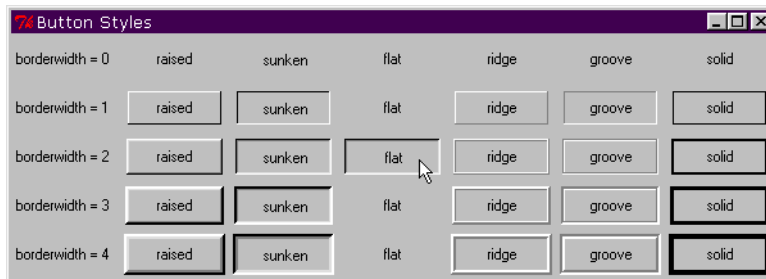 Button Styles
borderwidth = 0 raised sunken flat ridge groove solid
borderwidth = 1 raised sunken flat ridge groove solid
borderwidth = 2 raised sunken flat ridge groove solid
borderwidth = 3 raised sunken flat ridge groove solid
borderwidth = 4 raised sunken flat ridge groove solid